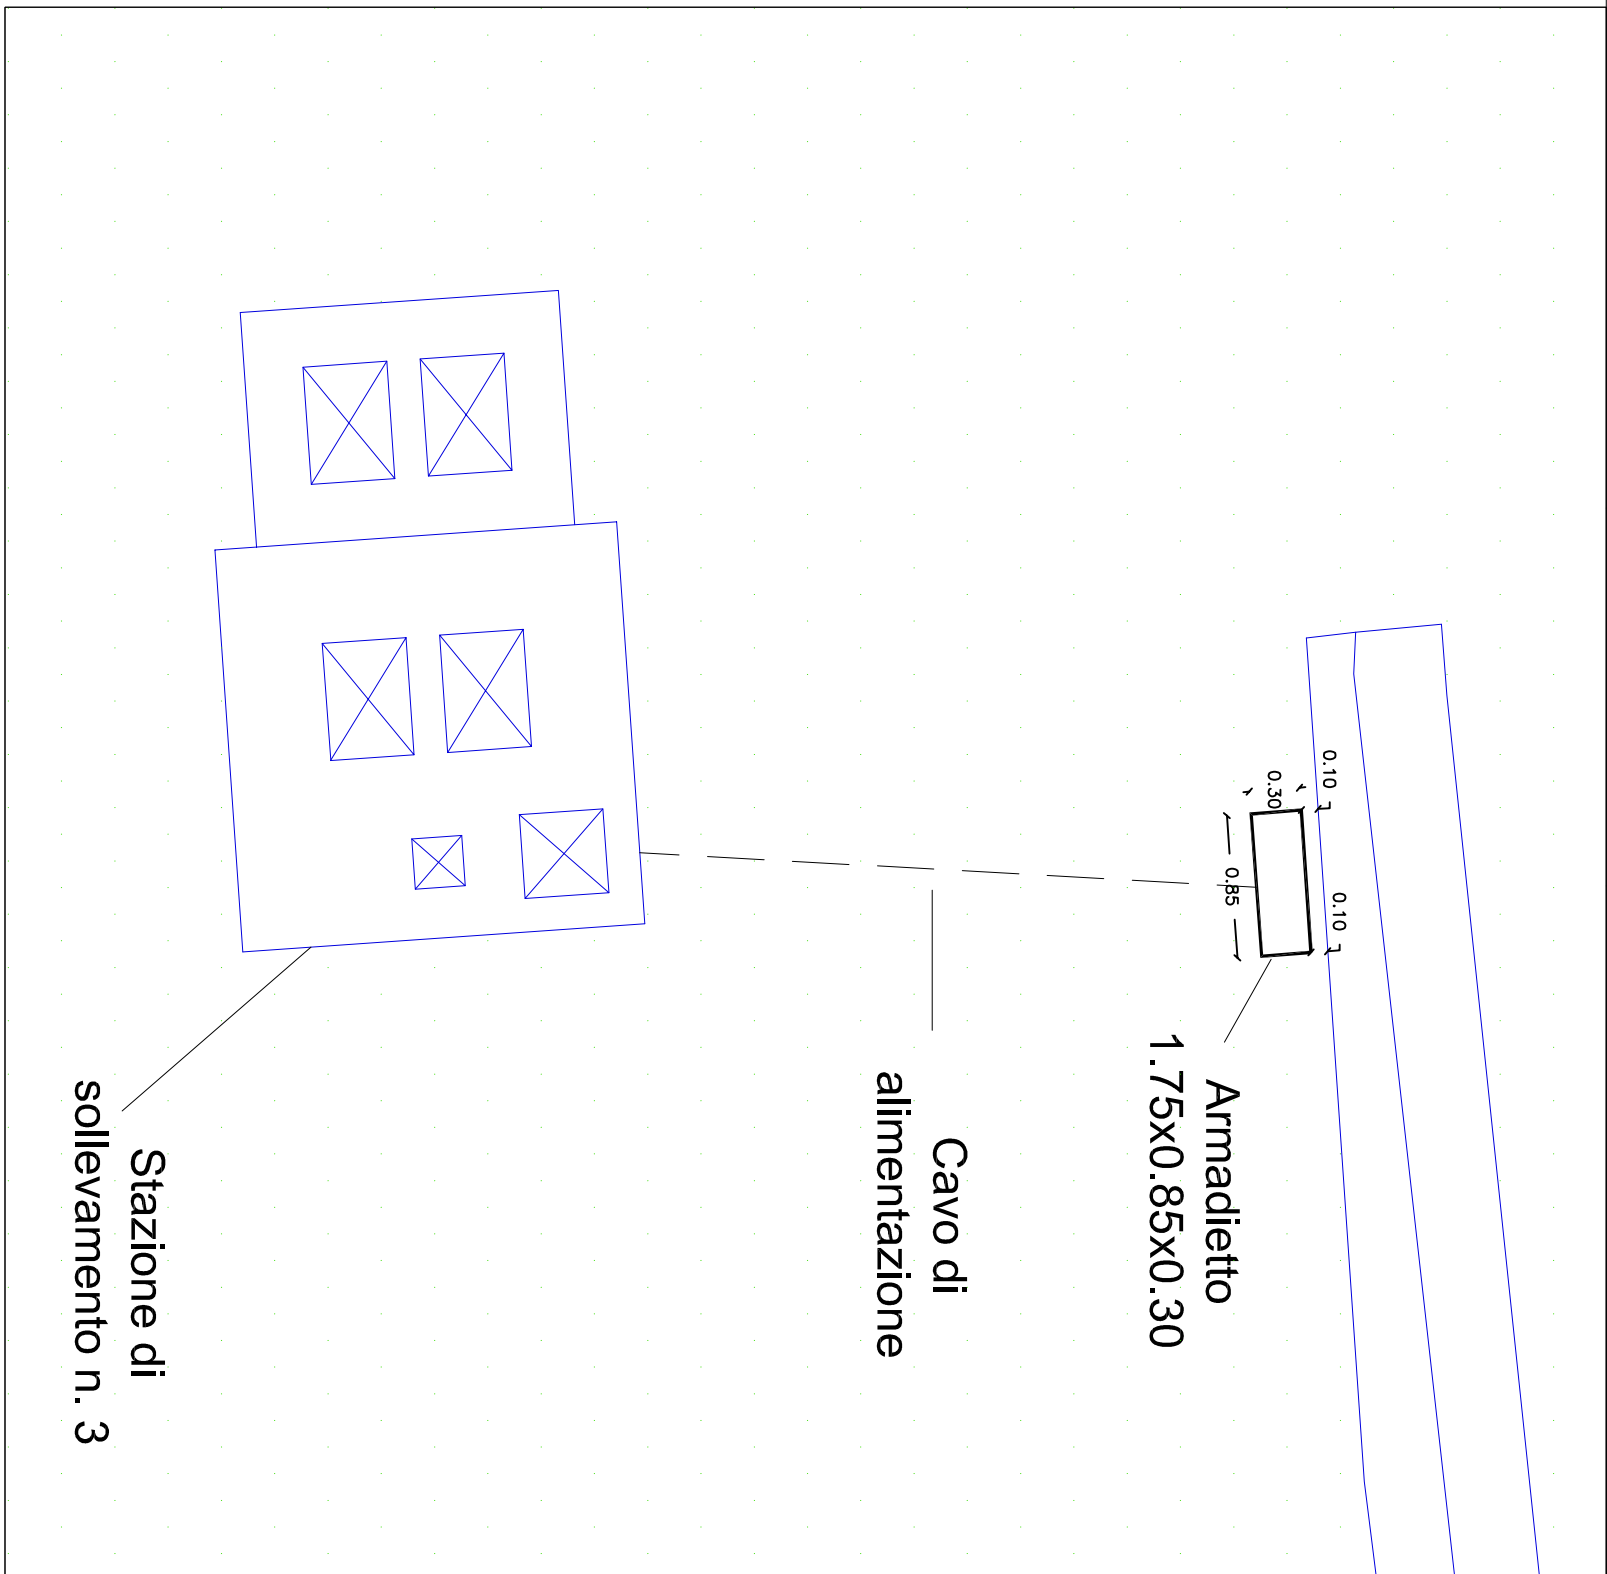 0.10
0.30
0.10
0.85
Armadietto
1.75x0.85x0.30
Cavo di
alimentazione
Stazione di
sollevamento n. 3